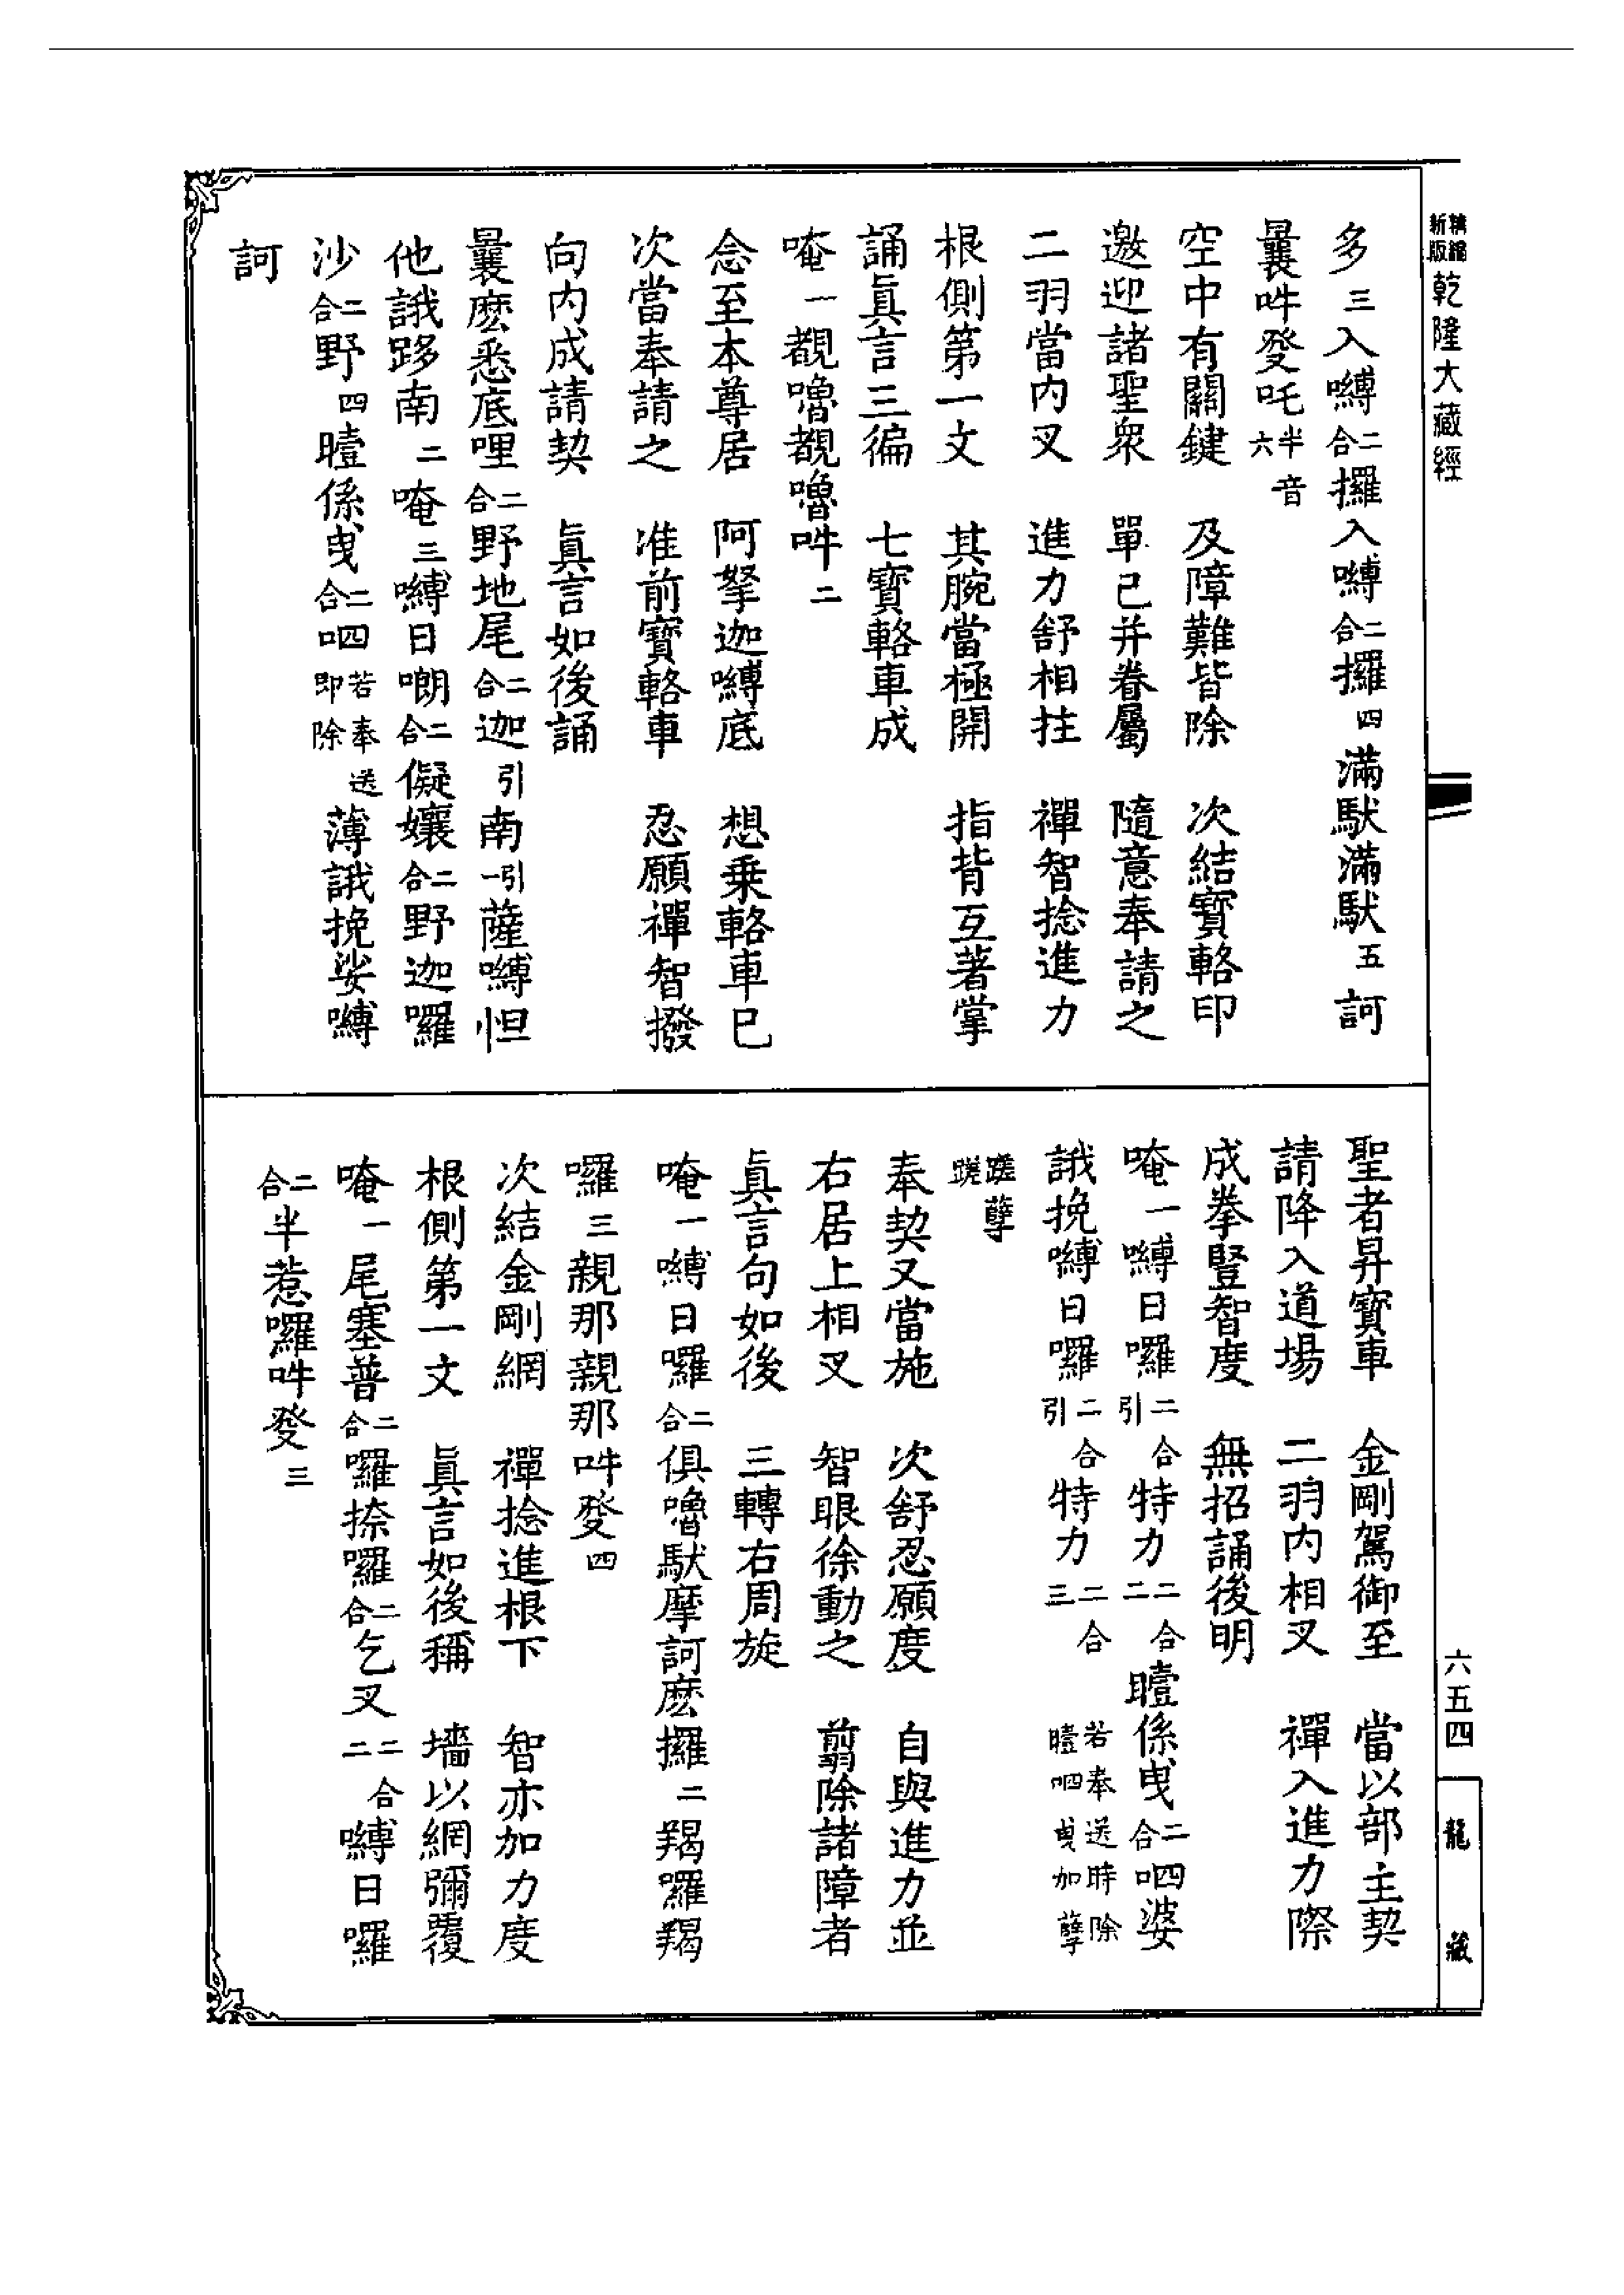 新版精編乾隆大藏經
多三入嚩二合攞入嚩二合攞四滿馱滿馱五訶
曩吽發吒半音六
空中有關鍵　及障難皆除　次結寶輅印
邀迎諸聖衆　單已并眷屬　隨意奉請之
二羽當内叉　進力舒相拄　禪智捻進力
根側第一文　其腕當極開　指背互著掌
誦眞言三徧　七寶輅車成
唵一覩嚕覩嚕吽二
念至本尊居　阿拏迦嚩底　想乗輅車已
次當奉請之　准前寶輅車　忍願禪智撥
向内成請契　眞言如後誦
曩麽悉底哩二合野地尾二合迦引南引一薩嚩怛
他誐跢南二唵三嚩日㘓二合儗孃二合野迦囉
沙二合野四曀係曳二合呬若奉送即除薄誐挽娑嚩
訶
聖者昇寶車　金剛駕御至　當以部主契
請降入道場　二羽内相叉　禪入進力際
成拳豎智度　無招誦後明
唵一嚩日囉二合引特力二合二曀係曳二合呬婆
誐挽嚩日囉二合引特力二合三若奉送時除曀呬曳加孽
蹉孽蹉
奉契又當施　次舒忍願度　自與進力並
右居上相叉　智眼徐動之　翦除諸障者
眞言句如後　三轉右周旋
唵一嚩日囉二合俱嚕馱摩訶麽攞二羯囉羯
囉三親那親那吽發四
次結金剛網　禪捻進根下　智亦加力度
根側第一文　眞言如後稱　墻以網彌覆
唵一尾塞普二合囉捺囉二合乞叉二合二嚩日囉
二合半惹囉吽發三
六五四
龍藏